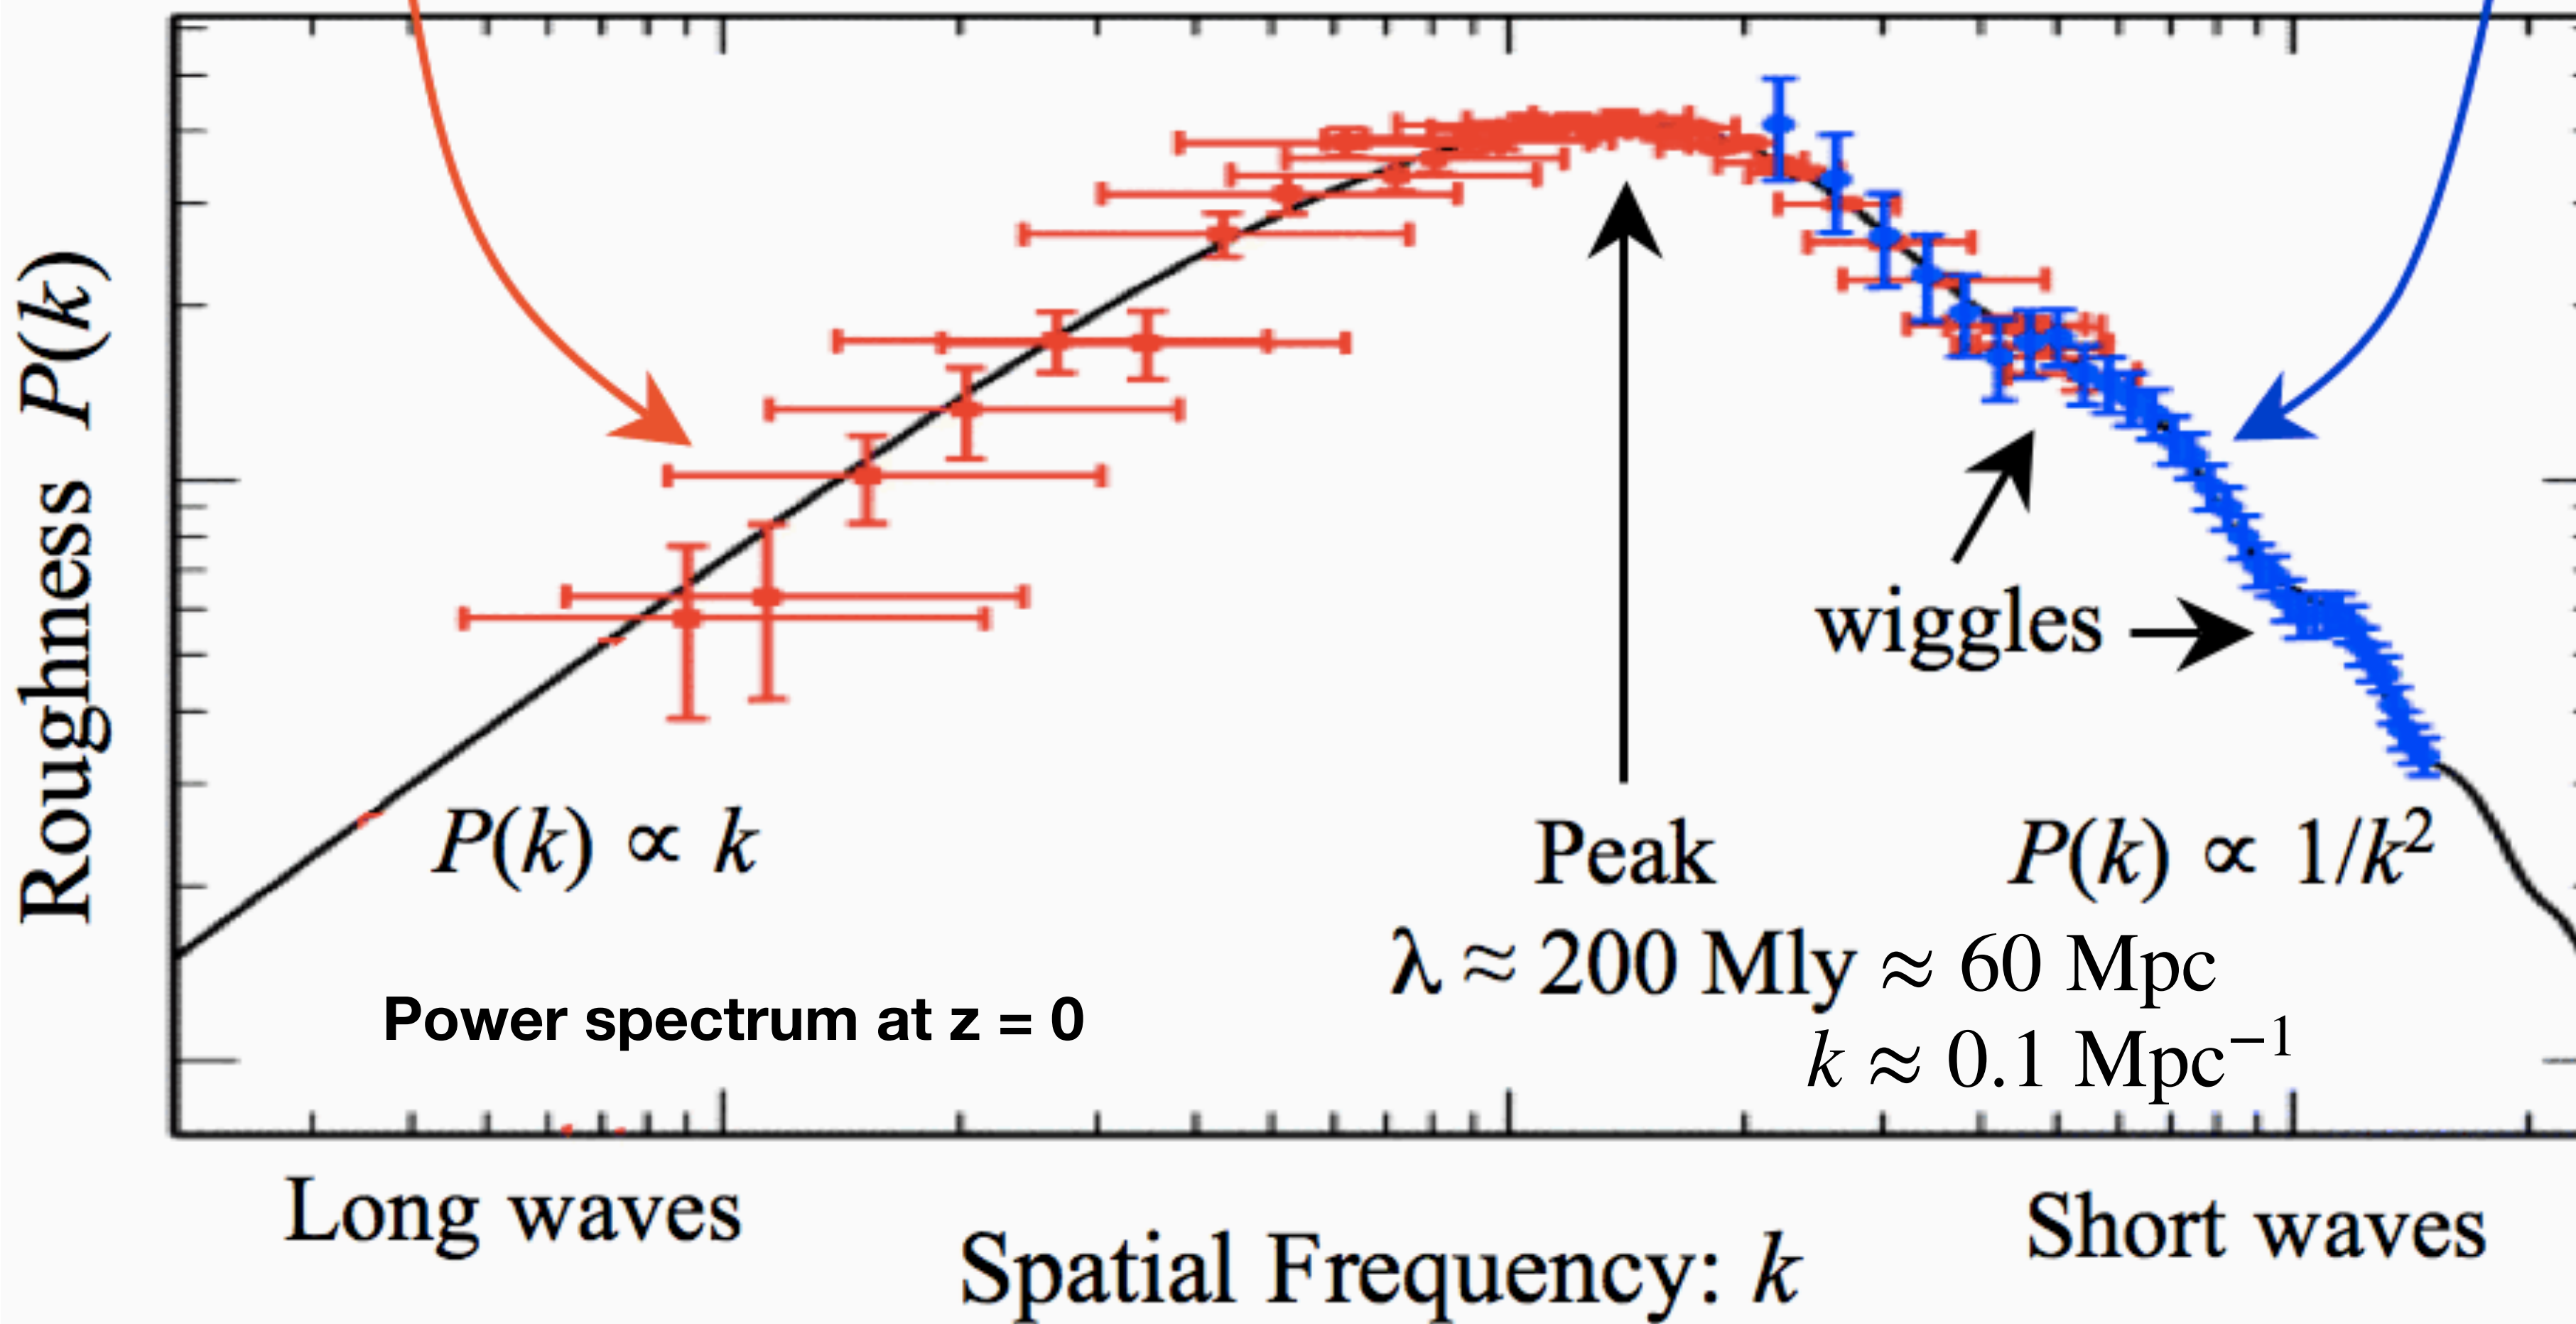 Roughness P(k)
wiggles
P(k) ∝ k
Peak
P(k) ∝ 1/k²
λ ≈ 200 Mly ≈ 60 Mpc
Power spectrum at z = 0
k ≈ 0.1 Mpc⁻¹
Long waves
Short waves
Spatial Frequency: k